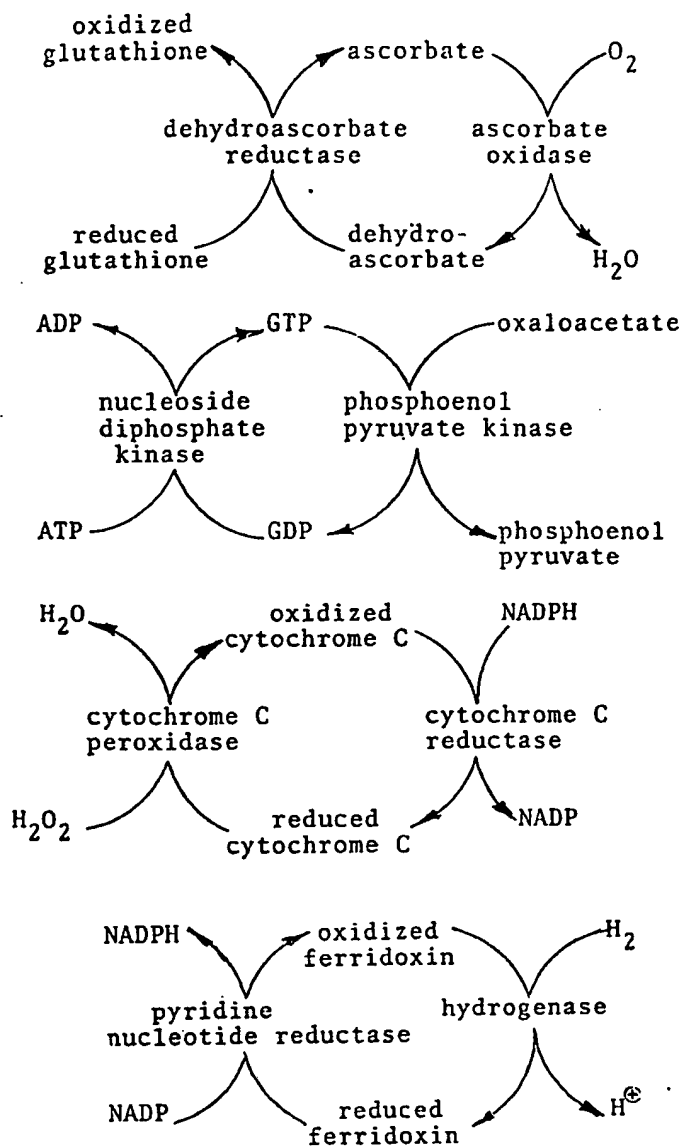 oxidized
glutathione
ascorbate
O₂
dehydroascorbate
reductase
ascorbate
oxidase
reduced
glutathione
dehydro-
ascorbate
H₂O
ADP
GTP
oxaloacetate
nucleoside
diphosphate
kinase
phosphoenol
pyruvate kinase
ATP
GDP
phosphoenol
pyruvate
H₂O
oxidized
cytochrome C
NADPH
cytochrome C
peroxidase
cytochrome C
reductase
H₂O₂
reduced
cytochrome C
NADP
NADPH
oxidized
ferridoxin
H₂
pyridine
nucleotide reductase
hydrogenase
NADP
reduced
ferridoxin
H⊕